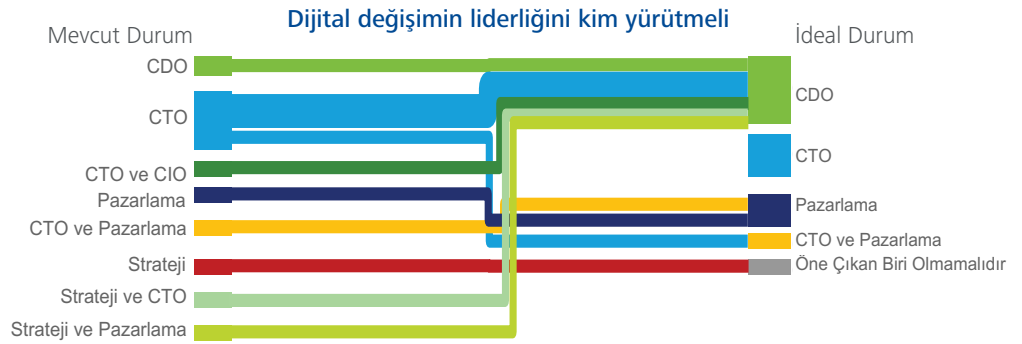 Dijital değişimin liderliğini kim yürütmeli
Mevcut Durum
CDO
CTO
CTO ve CIO
Pazarlama
CTO ve Pazarlama
Strateji
Strateji ve CTO
Strateji ve Pazarlama
İdeal Durum
CDO
CTO
Pazarlama
CTO ve Pazarlama
Öne Çıkan Biri Olmamalıdır